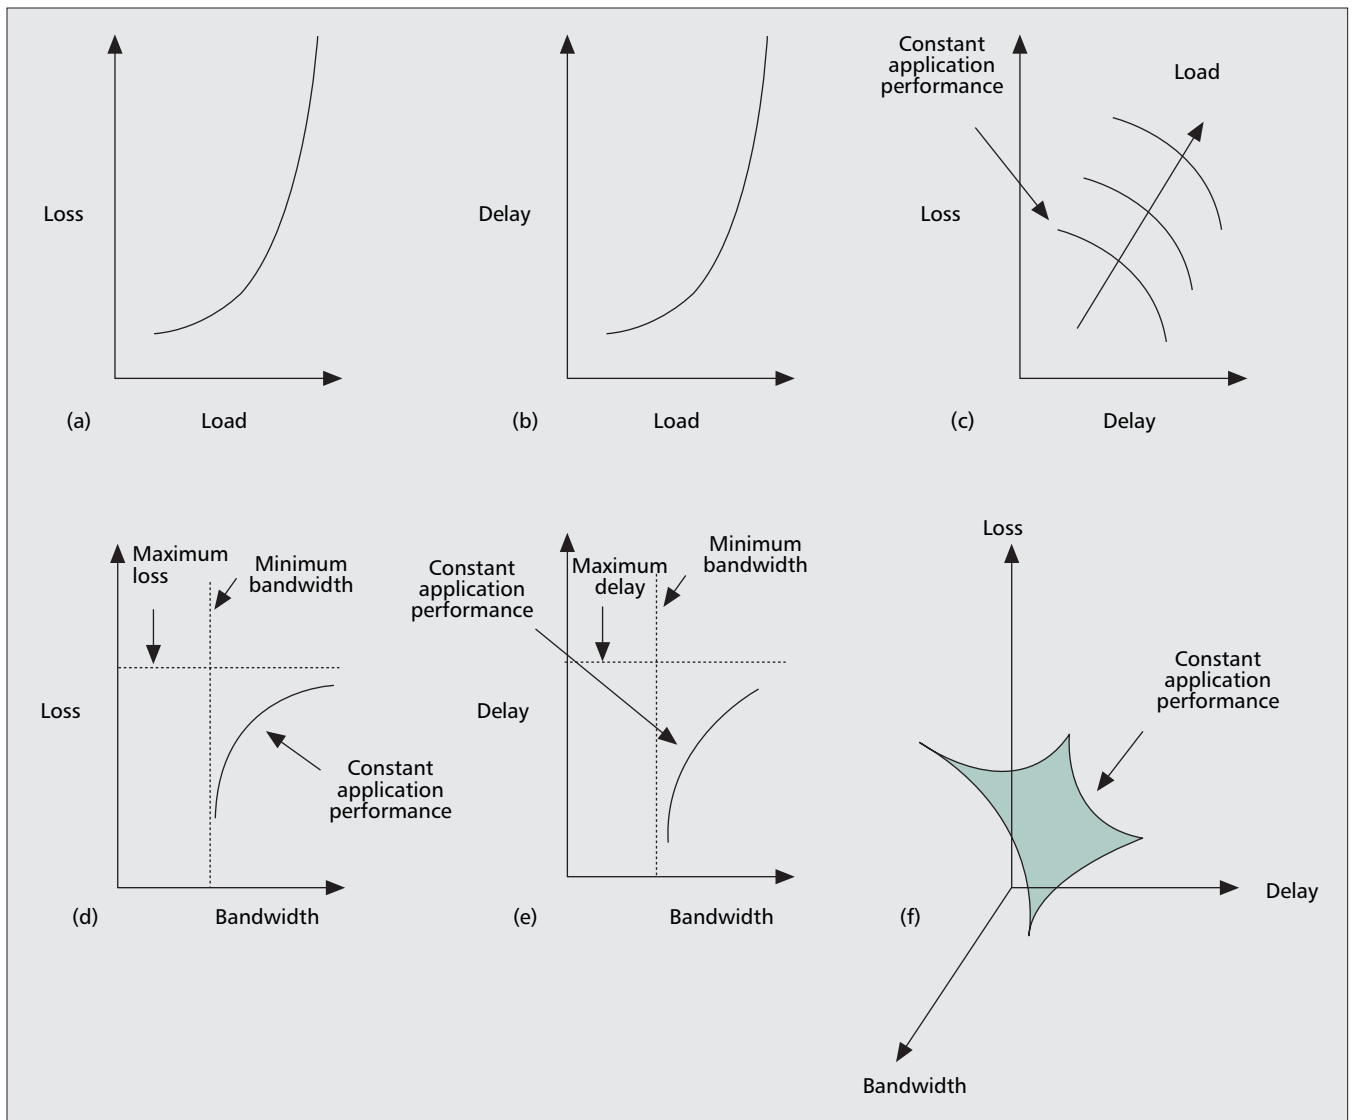 Constant
application
performance
Load
Loss
Delay
Loss
(a)
Load
(b)
Load
(c)
Delay
Maximum
loss
Minimum
bandwidth
Loss
Constant
application
performance
(d)
Bandwidth
Constant
application
performance
Maximum
delay
Minimum
bandwidth
Delay
(e)
Bandwidth
Loss
Constant
application
performance
Delay
(f)
Bandwidth